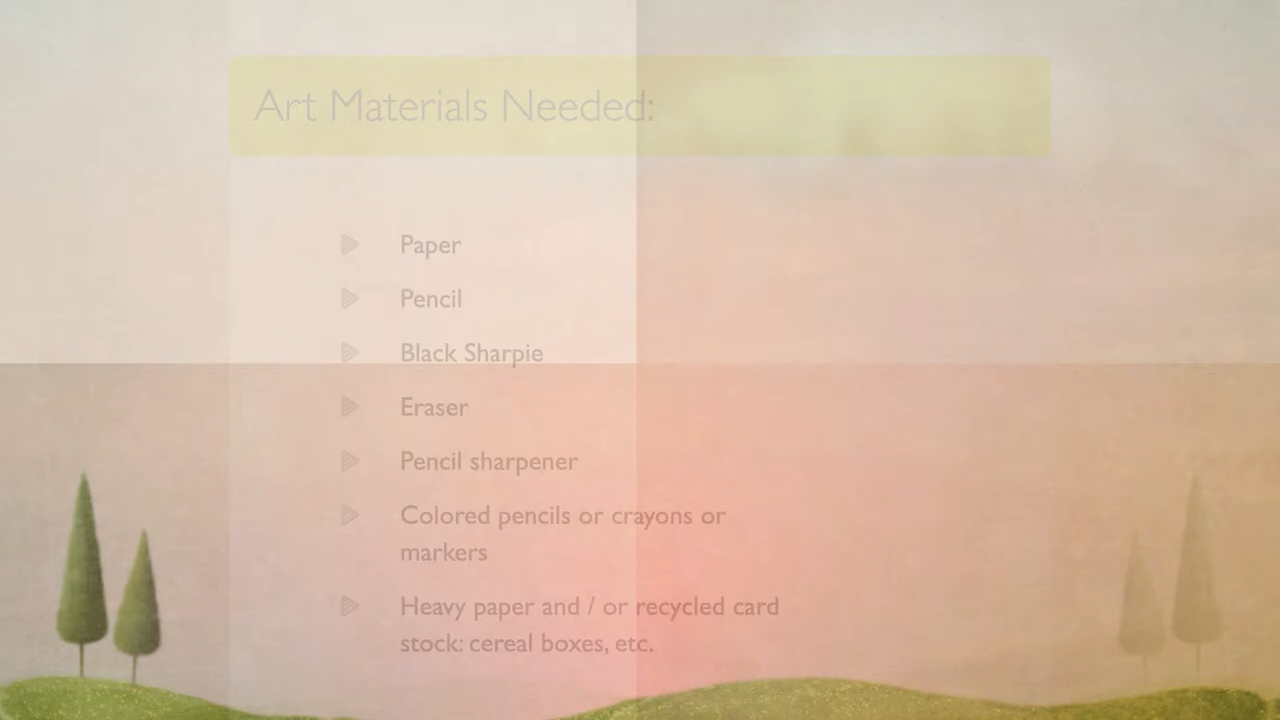 Art Materials Needed:
Paper
Pencil
Black Sharpie
Eraser
Pencil sharpener
Colored pencils or crayons or
markers
Heavy paper and / or recycled card
stock: cereal boxes, etc.